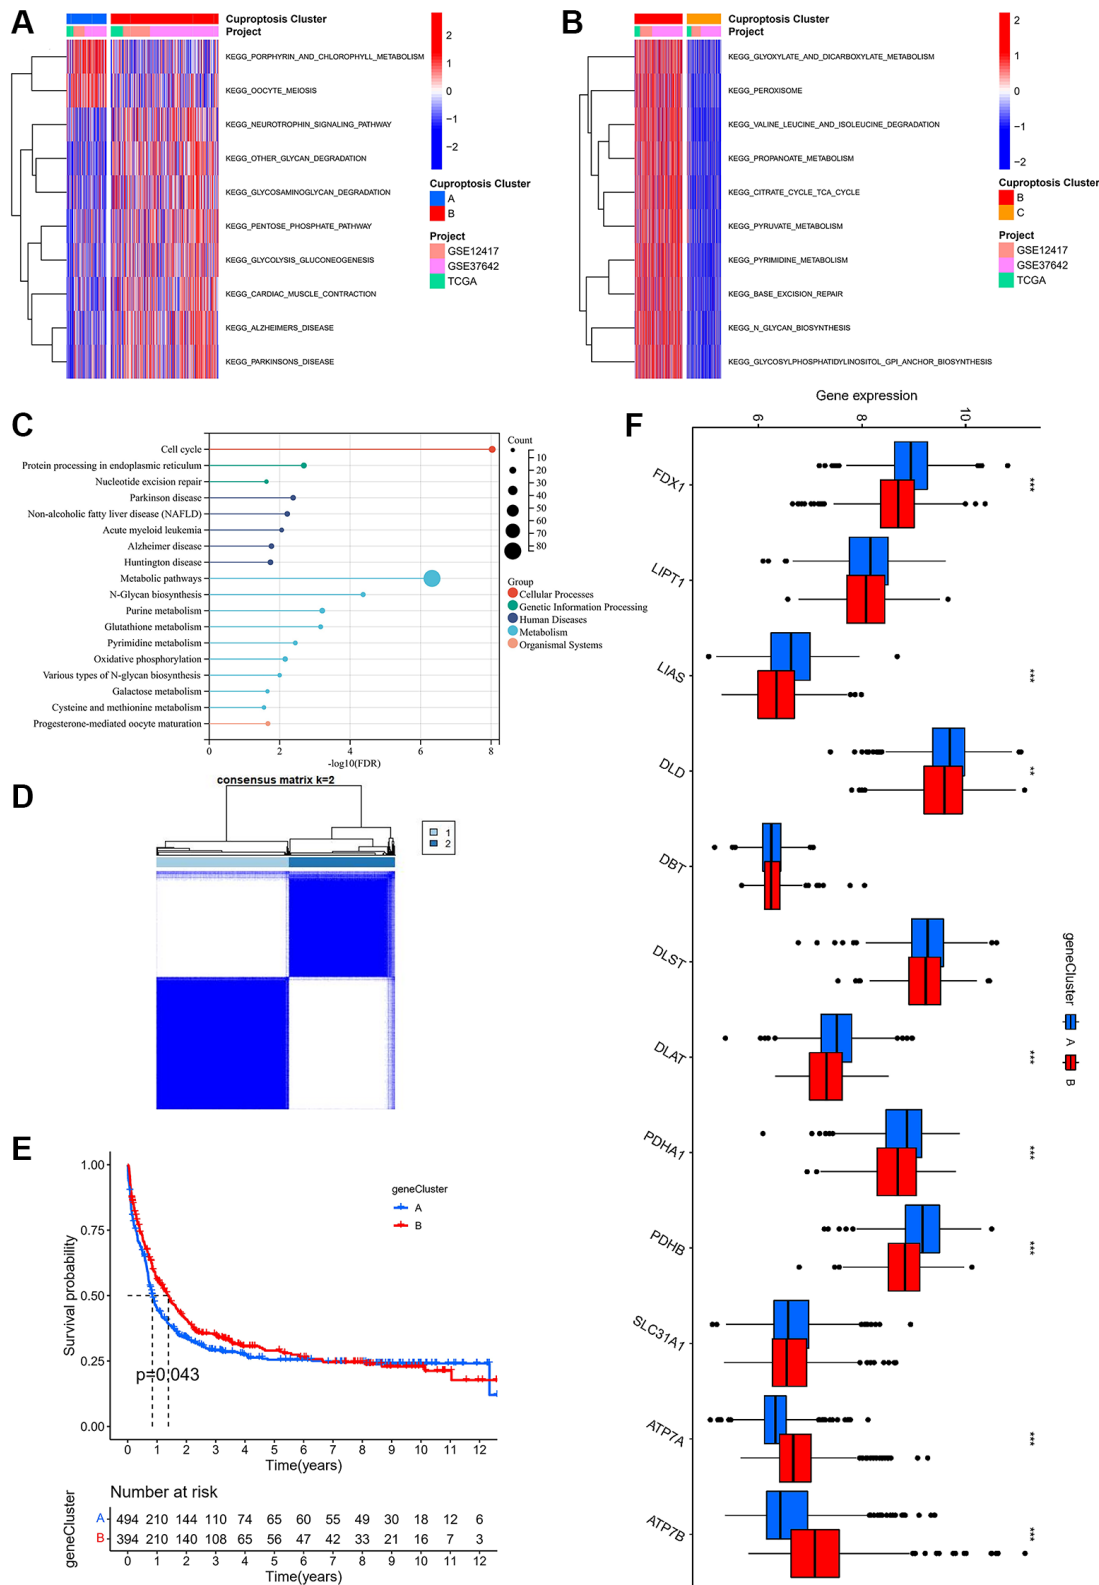 A
Cuproptosis Cluster
Project
KEGG_PORPHYRIN_AND_CHLOROPHYLL_METABOLISM
KEGG_OOCYTE_MEIOSIS
KEGG_NEUROTROPHIN_SIGNALING_PATHWAY
KEGG_OTHER_GLYCAN_DEGRADATION
KEGG_GLYCOSAMINOGLYCAN_DEGRADATION
KEGG_PENTOSE_PHOSPHATE_PATHWAY
KEGG_GLYCOLYSIS_GLUCONEOGENESIS
KEGG_CARDIAC_MUSCLE_CONTRACTION
KEGG_ALZHEIMERS_DISEASE
KEGG_PARKINSONS_DISEASE
2
1
0
−1
−2
Cuproptosis Cluster
A
B
Project
GSE12417
GSE37642
TCGA
B
Cuproptosis Cluster
Project
KEGG_GLYOXYLATE_AND_DICARBOXYLATE_METABOLISM
KEGG_PEROXISOME
KEGG_VALINE_LEUCINE_AND_ISOLEUCINE_DEGRADATION
KEGG_PROPANOATE_METABOLISM
KEGG_CITRATE_CYCLE_TCA_CYCLE
KEGG_PYRUVATE_METABOLISM
KEGG_PYRIMIDINE_METABOLISM
KEGG_BASE_EXCISION_REPAIR
KEGG_N_GLYCAN_BIOSYNTHESIS
KEGG_GLYCOSYLPHOSPHATIDYLINOSITOL_GPI_ANCHOR_BIOSYNTHESIS
2
1
0
−1
−2
Cuproptosis Cluster
B
C
Project
GSE12417
GSE37642
TCGA
C
Cell cycle
Protein processing in endoplasmic reticulum
Nucleotide excision repair
Parkinson disease
Non-alcoholic fatty liver disease (NAFLD)
Acute myeloid leukemia
Alzheimer disease
Huntington disease
Metabolic pathways
N-Glycan biosynthesis
Purine metabolism
Glutathione metabolism
Pyrimidine metabolism
Oxidative phosphorylation
Various types of N-glycan biosynthesis
Galactose metabolism
Cysteine and methionine metabolism
Progesterone-mediated oocyte maturation
0 2 4 6 8
-log10(FDR)
Count
10
20
30
40
50
60
70
80
Group
Cellular Processes
Genetic Information Processing
Human Diseases
Metabolism
Organismal Systems
D
consensus matrix k=2
1
2
E
Survival probability
1.00
0.75
0.50
0.25
0.00
p=0.043
geneCluster
A
B
0 1 2 3 4 5 6 7 8 9 10 11 12
Time(years)
Number at risk
geneCluster
A 494 210 144 110 74 65 60 55 49 30 18 12 6
B 394 210 140 108 65 56 47 42 33 21 16 7 3
0 1 2 3 4 5 6 7 8 9 10 11 12
Time(years)
F
Gene expression
6 8 10
FDX1 ***
LIPT1
LIAS ***
DLD **
DBT
DLST
DLAT ***
PDHA1 ***
PDHB ***
SLC31A1
ATP7A ***
ATP7B ***
geneCluster A B